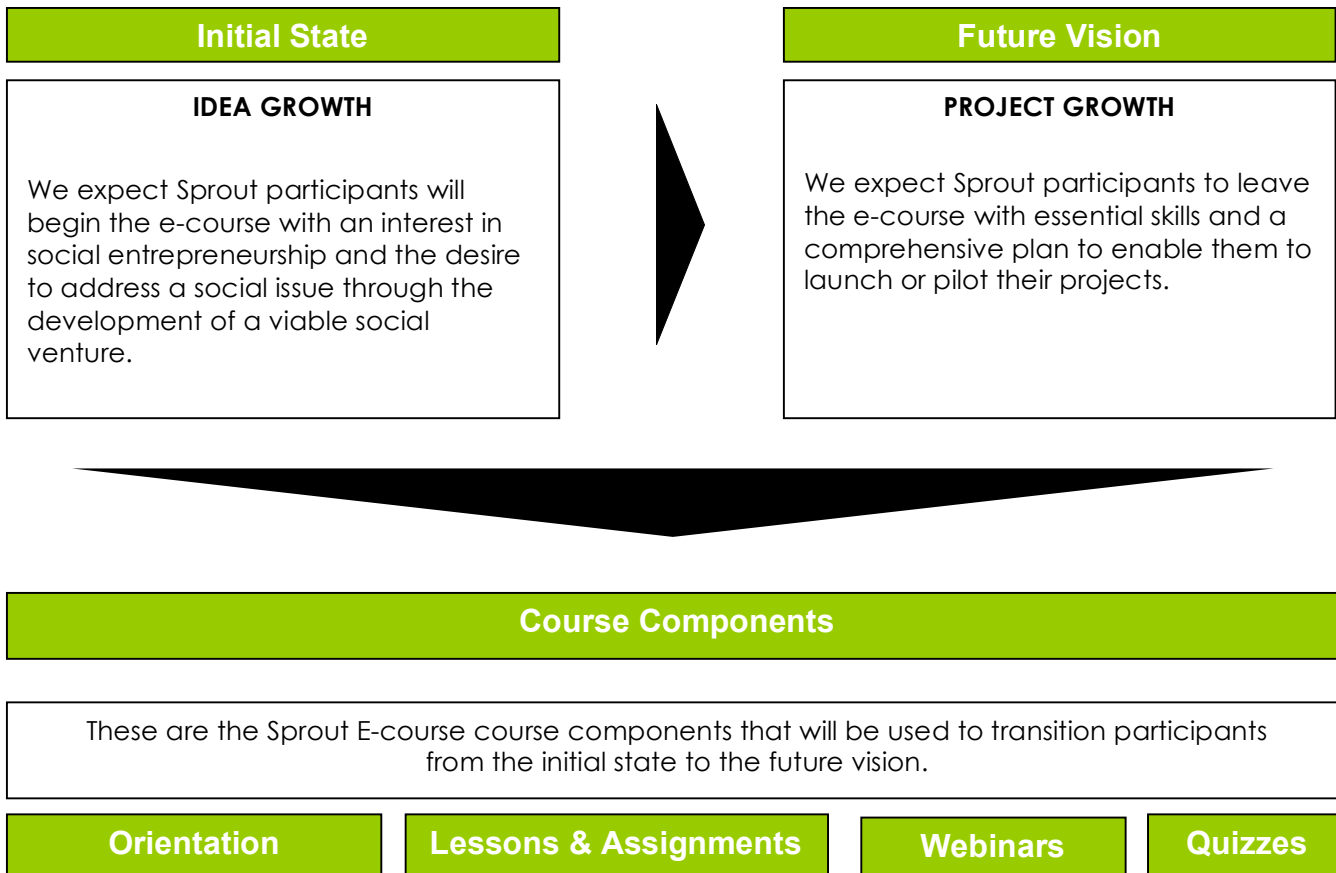 Initial State
IDEA GROWTH
We expect Sprout participants will
begin the e-course with an interest in
social entrepreneurship and the desire
to address a social issue through the
development of a viable social
venture.
Future Vision
PROJECT GROWTH
We expect Sprout participants to leave
the e-course with essential skills and a
comprehensive plan to enable them to
launch or pilot their projects.
Course Components
These are the Sprout E-course course components that will be used to transition participants
from the initial state to the future vision.
Orientation
Lessons & Assignments
Webinars
Quizzes